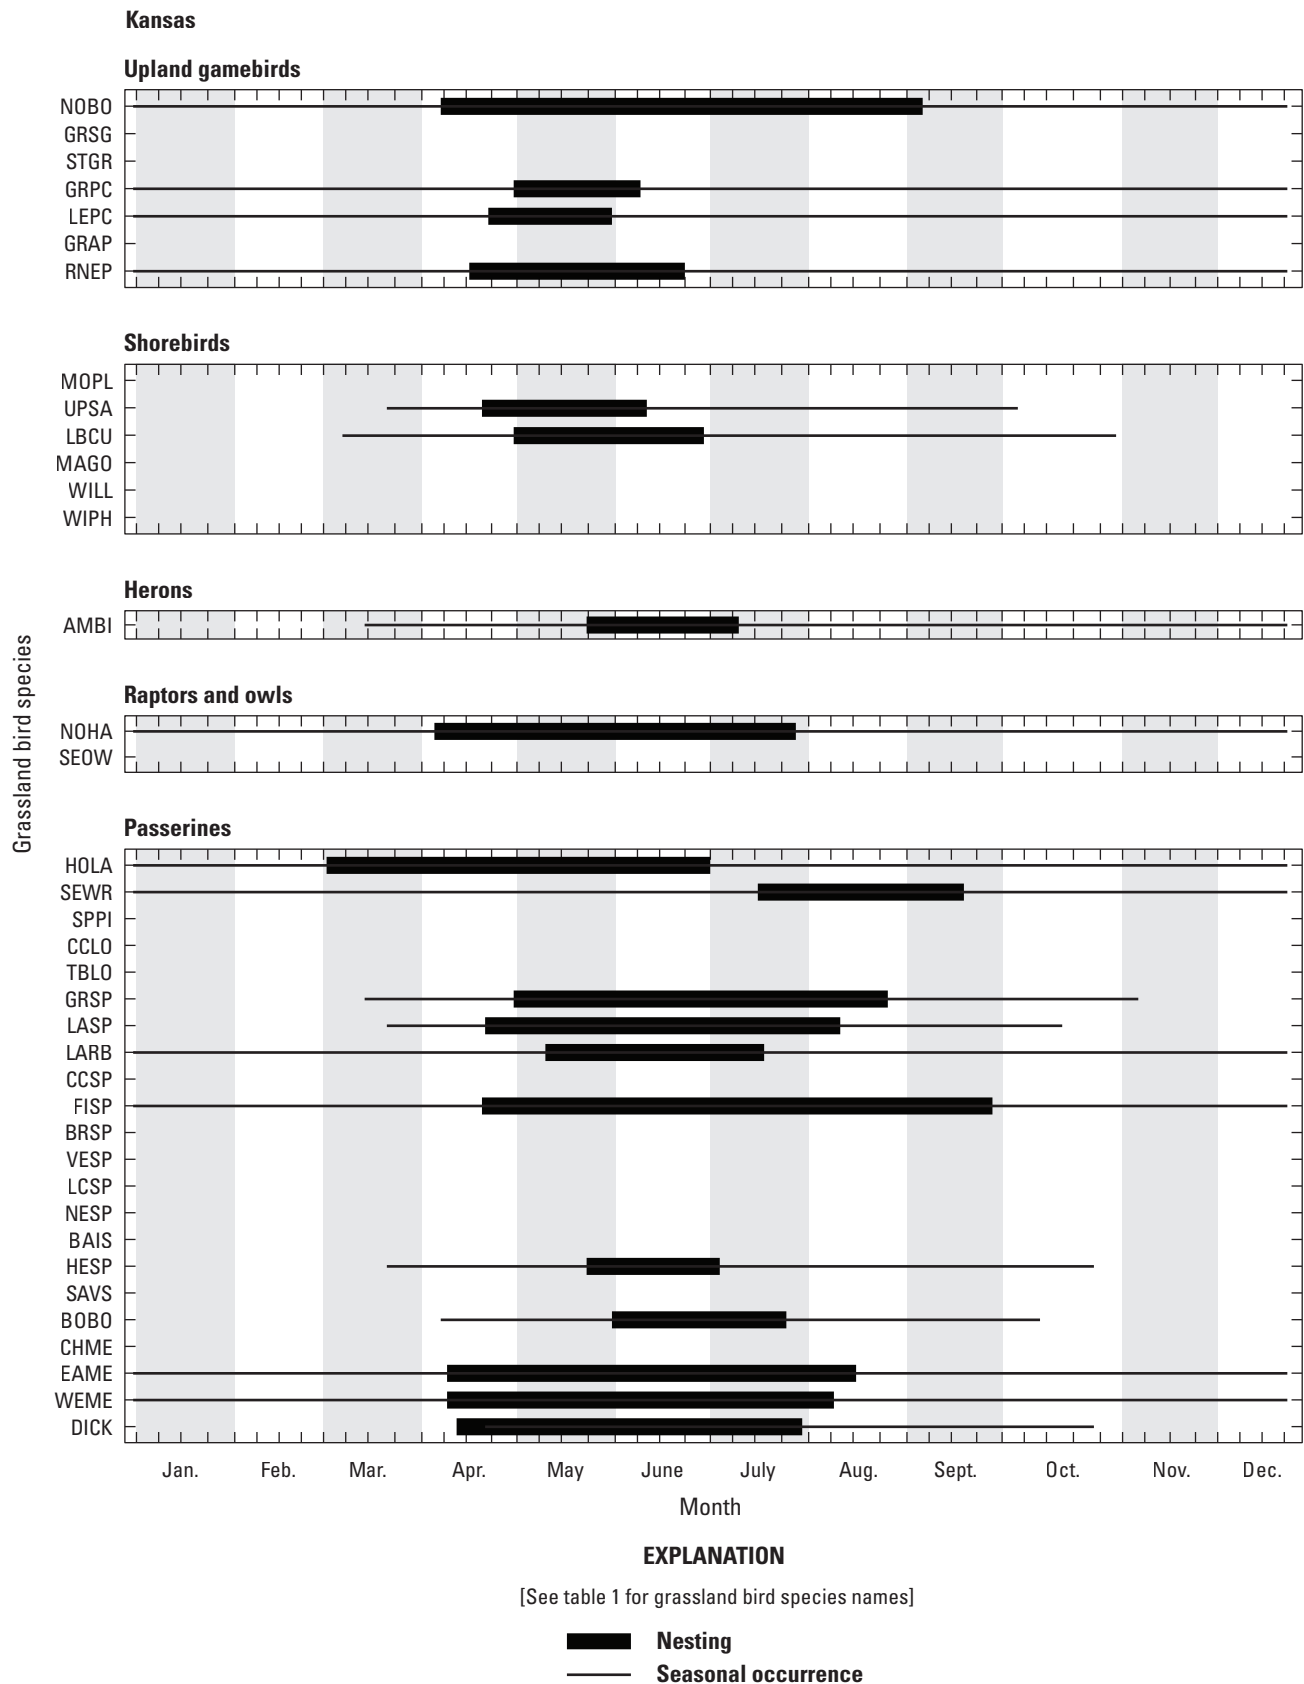 Kansas
Upland gamebirds
NOBO
GRSG
STGR
GRPC
LEPC
GRAP
RNEP
Shorebirds
MOPL
UPSA
LBCU
MAGO
WILL
WIPH
Herons
AMBI
Raptors and owls
NOHA
SEOW
Grassland bird species
Passerines
HOLA
SEWR
SPPI
CCLO
TBLO
GRSP
LASP
LARB
CCSP
FISP
BRSP
VESP
LCSP
NESP
BAIS
HESP
SAVS
BOBO
CHME
EAME
WEME
DICK
Jan. Feb. Mar. Apr. May June July Aug. Sept. Oct. Nov. Dec.
Month
EXPLANATION
[See table 1 for grassland bird species names]
Nesting
Seasonal occurrence